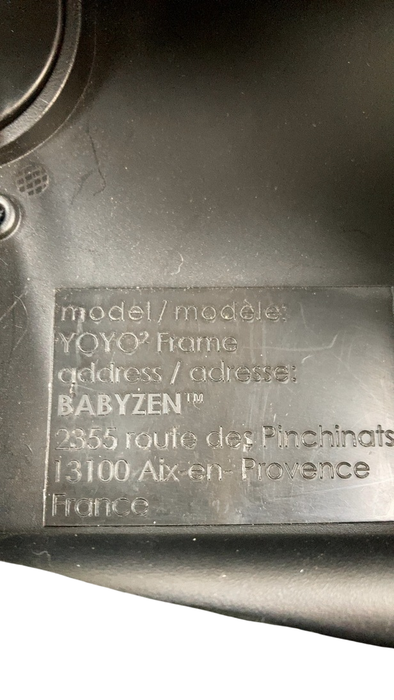 model / modèle:
YOYO² Frame
address / adresse:
BABYZEN™
2355 route des Pinchinats
13100 Aix-en- Provence
France